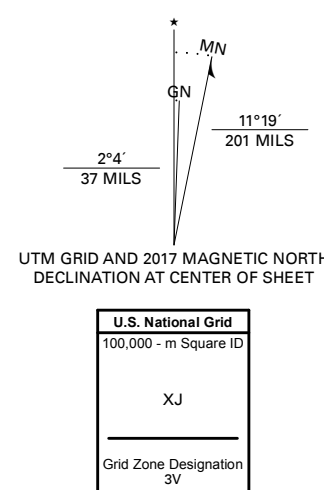 ★
MN
GN
11°19´
201 MILS
2°4´
37 MILS
UTM GRID AND 2017 MAGNETIC NORTH
DECLINATION AT CENTER OF SHEET
U.S. National Grid
100,000 - m Square ID
XJ
Grid Zone Designation
3V